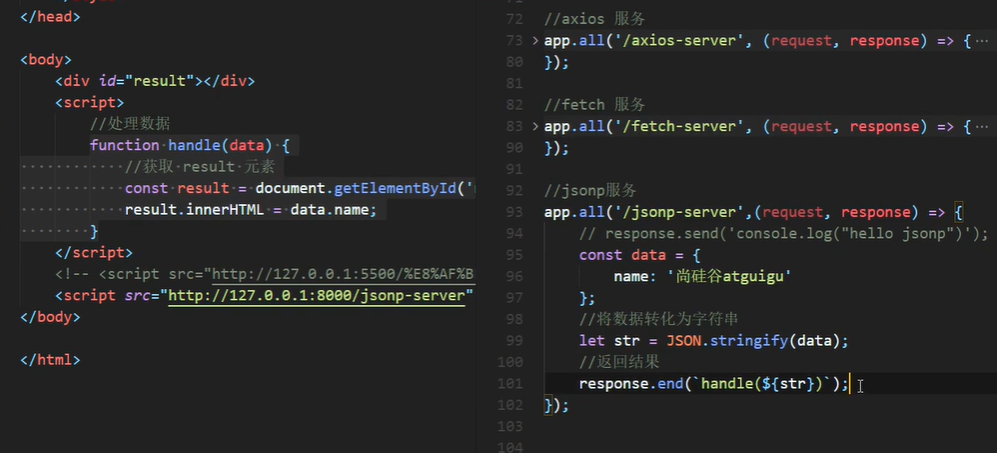 </head>
<body>
<div id="result"></div>
<script>
//处理数据
function handle(data) {
//获取 result 元素
const result = document.getElementById('
result.innerHTML = data.name;
}
</script>
<!-- <script src="http://127.0.0.1:5500/%E8%AF%B
<script src="http://127.0.0.1:8000/jsonp-server"
</body>
</html>
72 //axios 服务
73 app.all('/axios-server', (request, response) => {…
80 });
81
82 //fetch 服务
83 app.all('/fetch-server', (request, response) => {…
90 });
91
92 //jsonp服务
93 app.all('/jsonp-server',(request, response) => {
94 // response.send('console.log("hello jsonp")');
95 const data = {
96 name: '尚硅谷atguigu'
97 };
98 //将数据转化为字符串
99 let str = JSON.stringify(data);
100 //返回结果
101 response.end(`handle(${str})`);
102 });
103
104